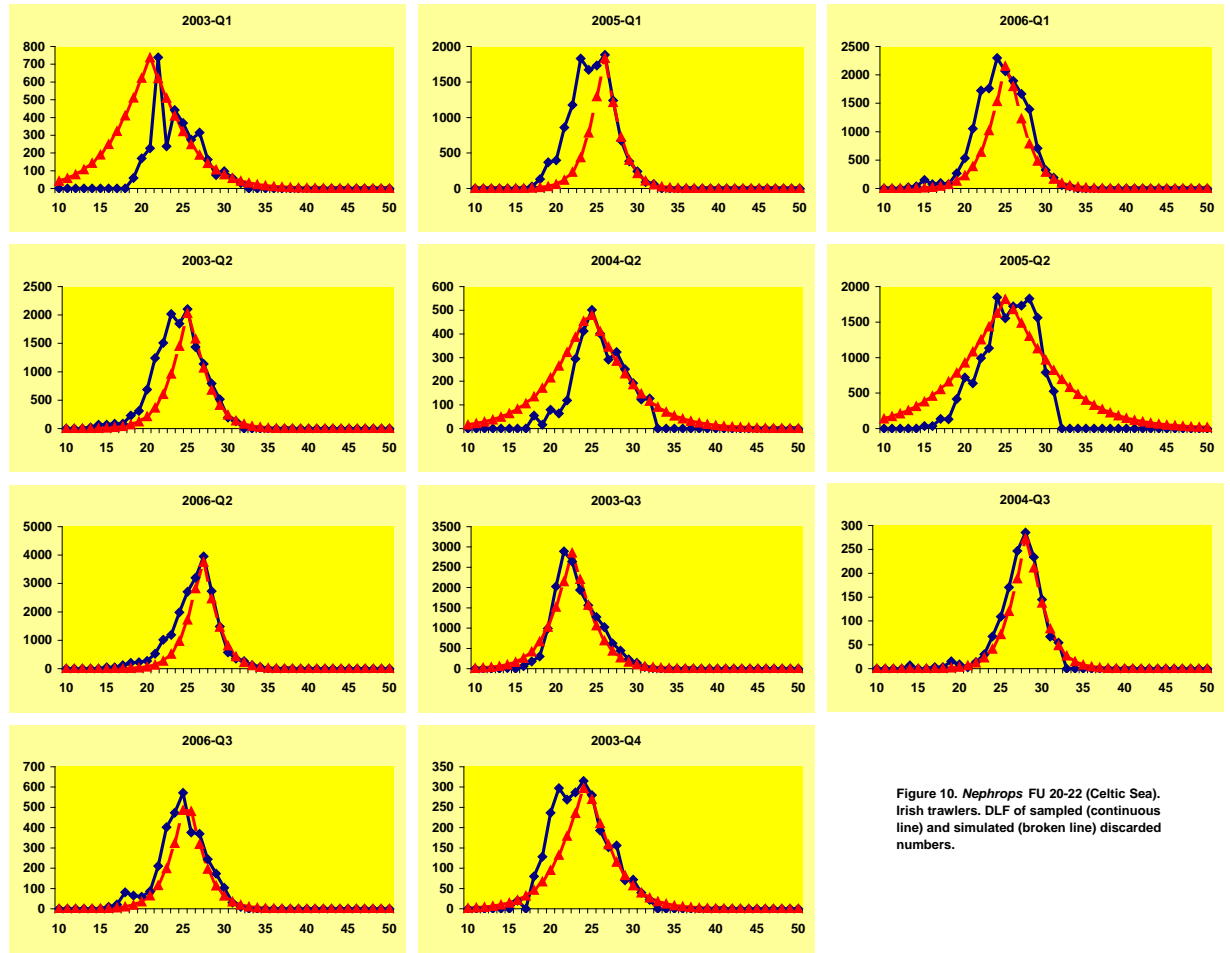 2003-Q1
800
700
600
500
400
300
200
100
0
10 15 20 25 30 35 40 45 50
2005-Q1
2000
1500
1000
500
0
10 15 20 25 30 35 40 45 50
2006-Q1
2500
2000
1500
1000
500
0
10 15 20 25 30 35 40 45 50
2003-Q2
2500
2000
1500
1000
500
0
10 15 20 25 30 35 40 45 50
2004-Q2
600
500
400
300
200
100
0
10 15 20 25 30 35 40 45 50
2005-Q2
2000
1500
1000
500
0
10 15 20 25 30 35 40 45 50
2006-Q2
5000
4000
3000
2000
1000
0
10 15 20 25 30 35 40 45 50
2003-Q3
3500
3000
2500
2000
1500
1000
500
0
10 15 20 25 30 35 40 45 50
2004-Q3
300
250
200
150
100
50
0
10 15 20 25 30 35 40 45 50
2006-Q3
700
600
500
400
300
200
100
0
10 15 20 25 30 35 40 45 50
2003-Q4
350
300
250
200
150
100
50
0
10 15 20 25 30 35 40 45 50
Figure 10. Nephrops FU 20-22 (Celtic Sea).
Irish trawlers. DLF of sampled (continuous
line) and simulated (broken line) discarded
numbers.